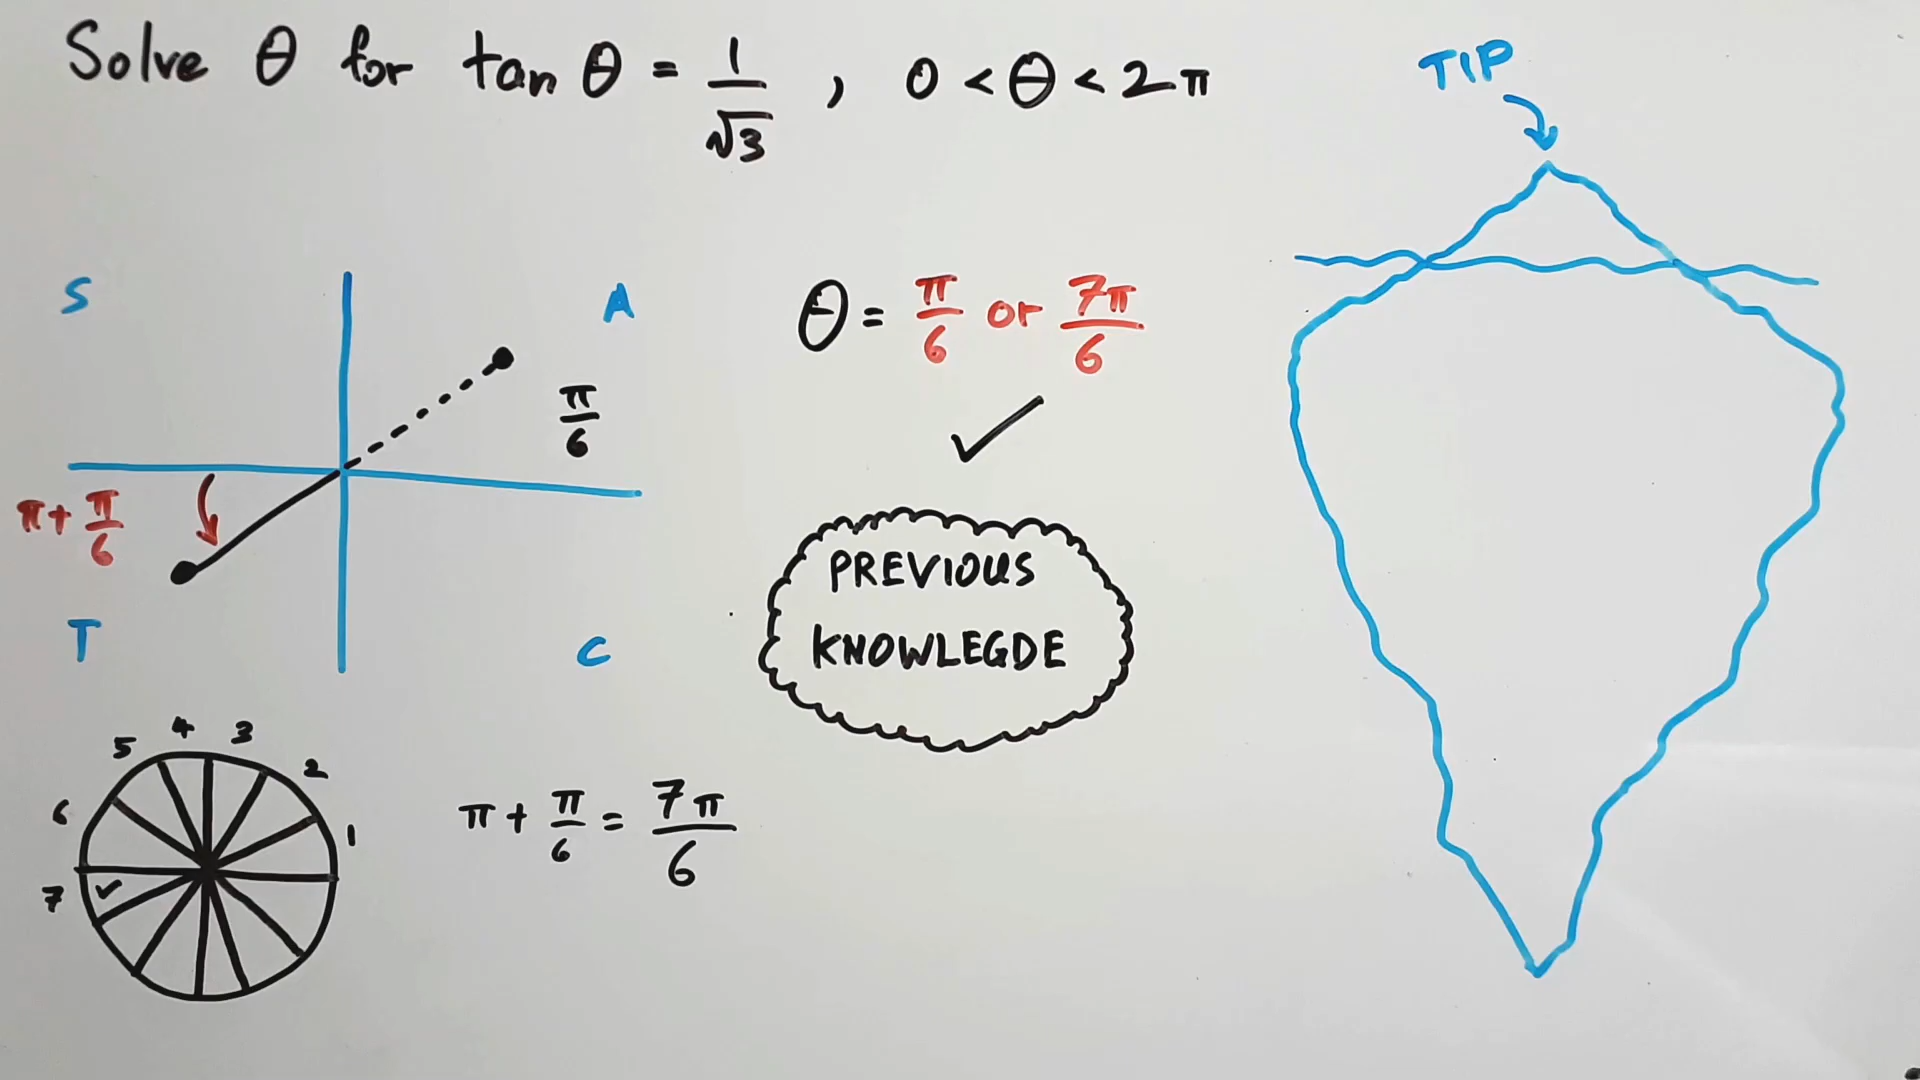 Solve θ for tan θ = 1/√3 , 0 < θ < 2π
TIP
S
A
θ = π/6 or 7π/6
π/6
π + π/6
PREVIOUS
KNOWLEGDE
T
C
4
3
5
2
6
1
7
π + π/6 = 7π/6